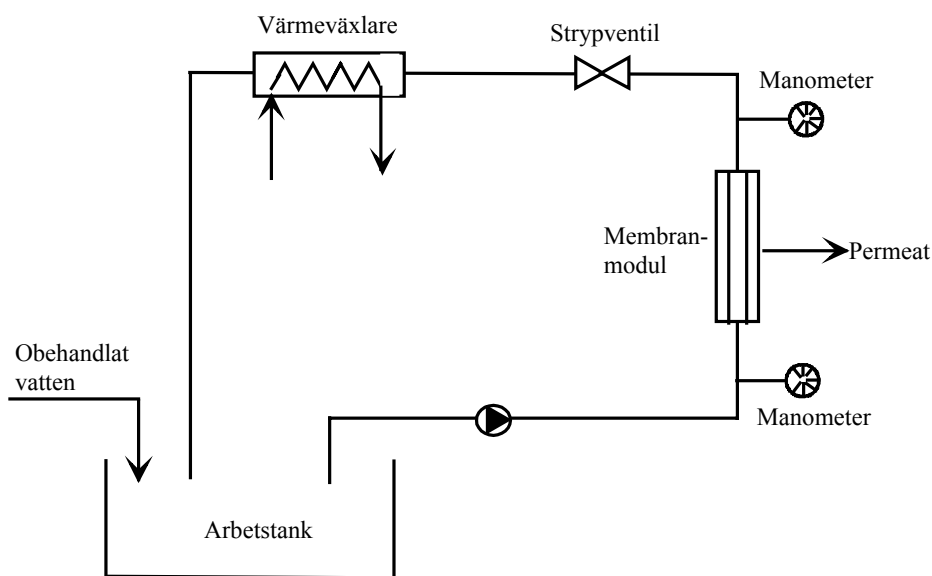 Värmeväxlare
Strypventil
Manometer
Membran-
modul
Permeat
Obehandlat
vatten
Manometer
Arbetstank